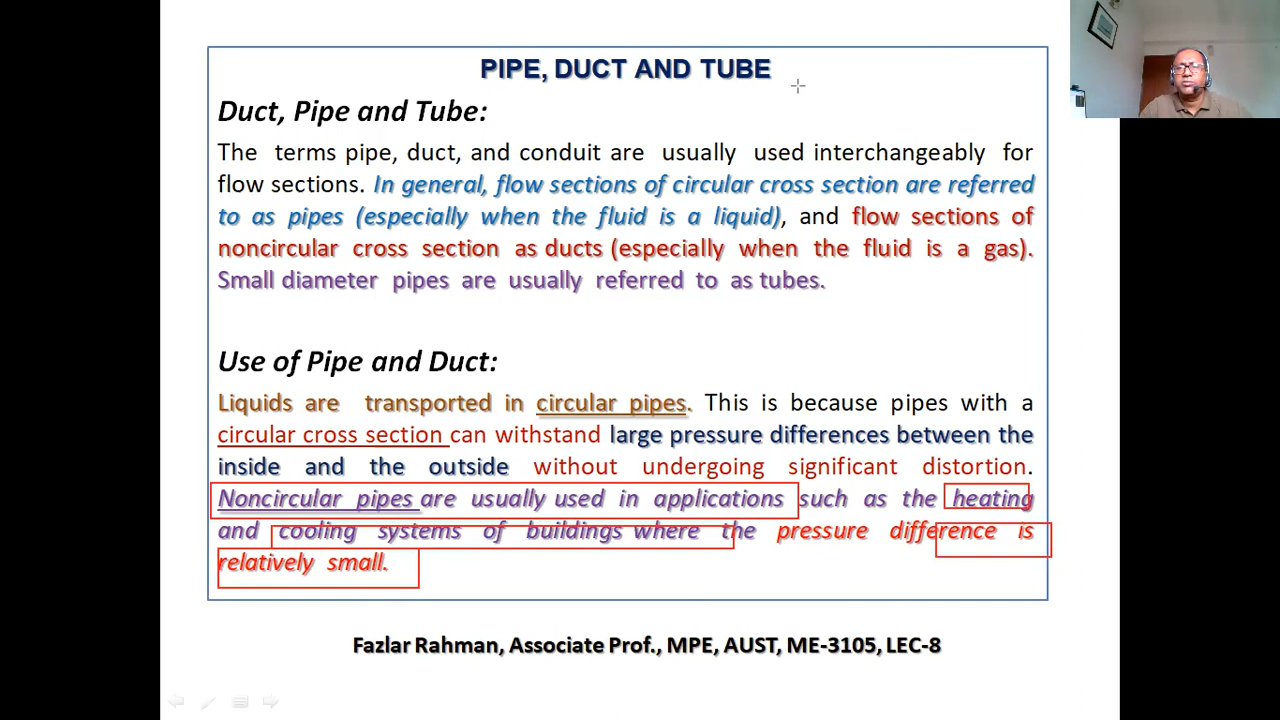 PIPE, DUCT AND TUBE
Duct, Pipe and Tube:
The terms pipe, duct, and conduit are usually used interchangeably for
flow sections. In general, flow sections of circular cross section are referred
to as pipes (especially when the fluid is a liquid), and flow sections of
noncircular cross section as ducts (especially when the fluid is a gas).
Small diameter pipes are usually referred to as tubes.
Use of Pipe and Duct:
Liquids are transported in circular pipes. This is because pipes with a
circular cross section can withstand large pressure differences between the
inside and the outside without undergoing significant distortion.
Noncircular pipes are usually used in applications such as the heating
and cooling systems of buildings where the pressure difference is
relatively small.
Fazlar Rahman, Associate Prof., MPE, AUST, ME-3105, LEC-8